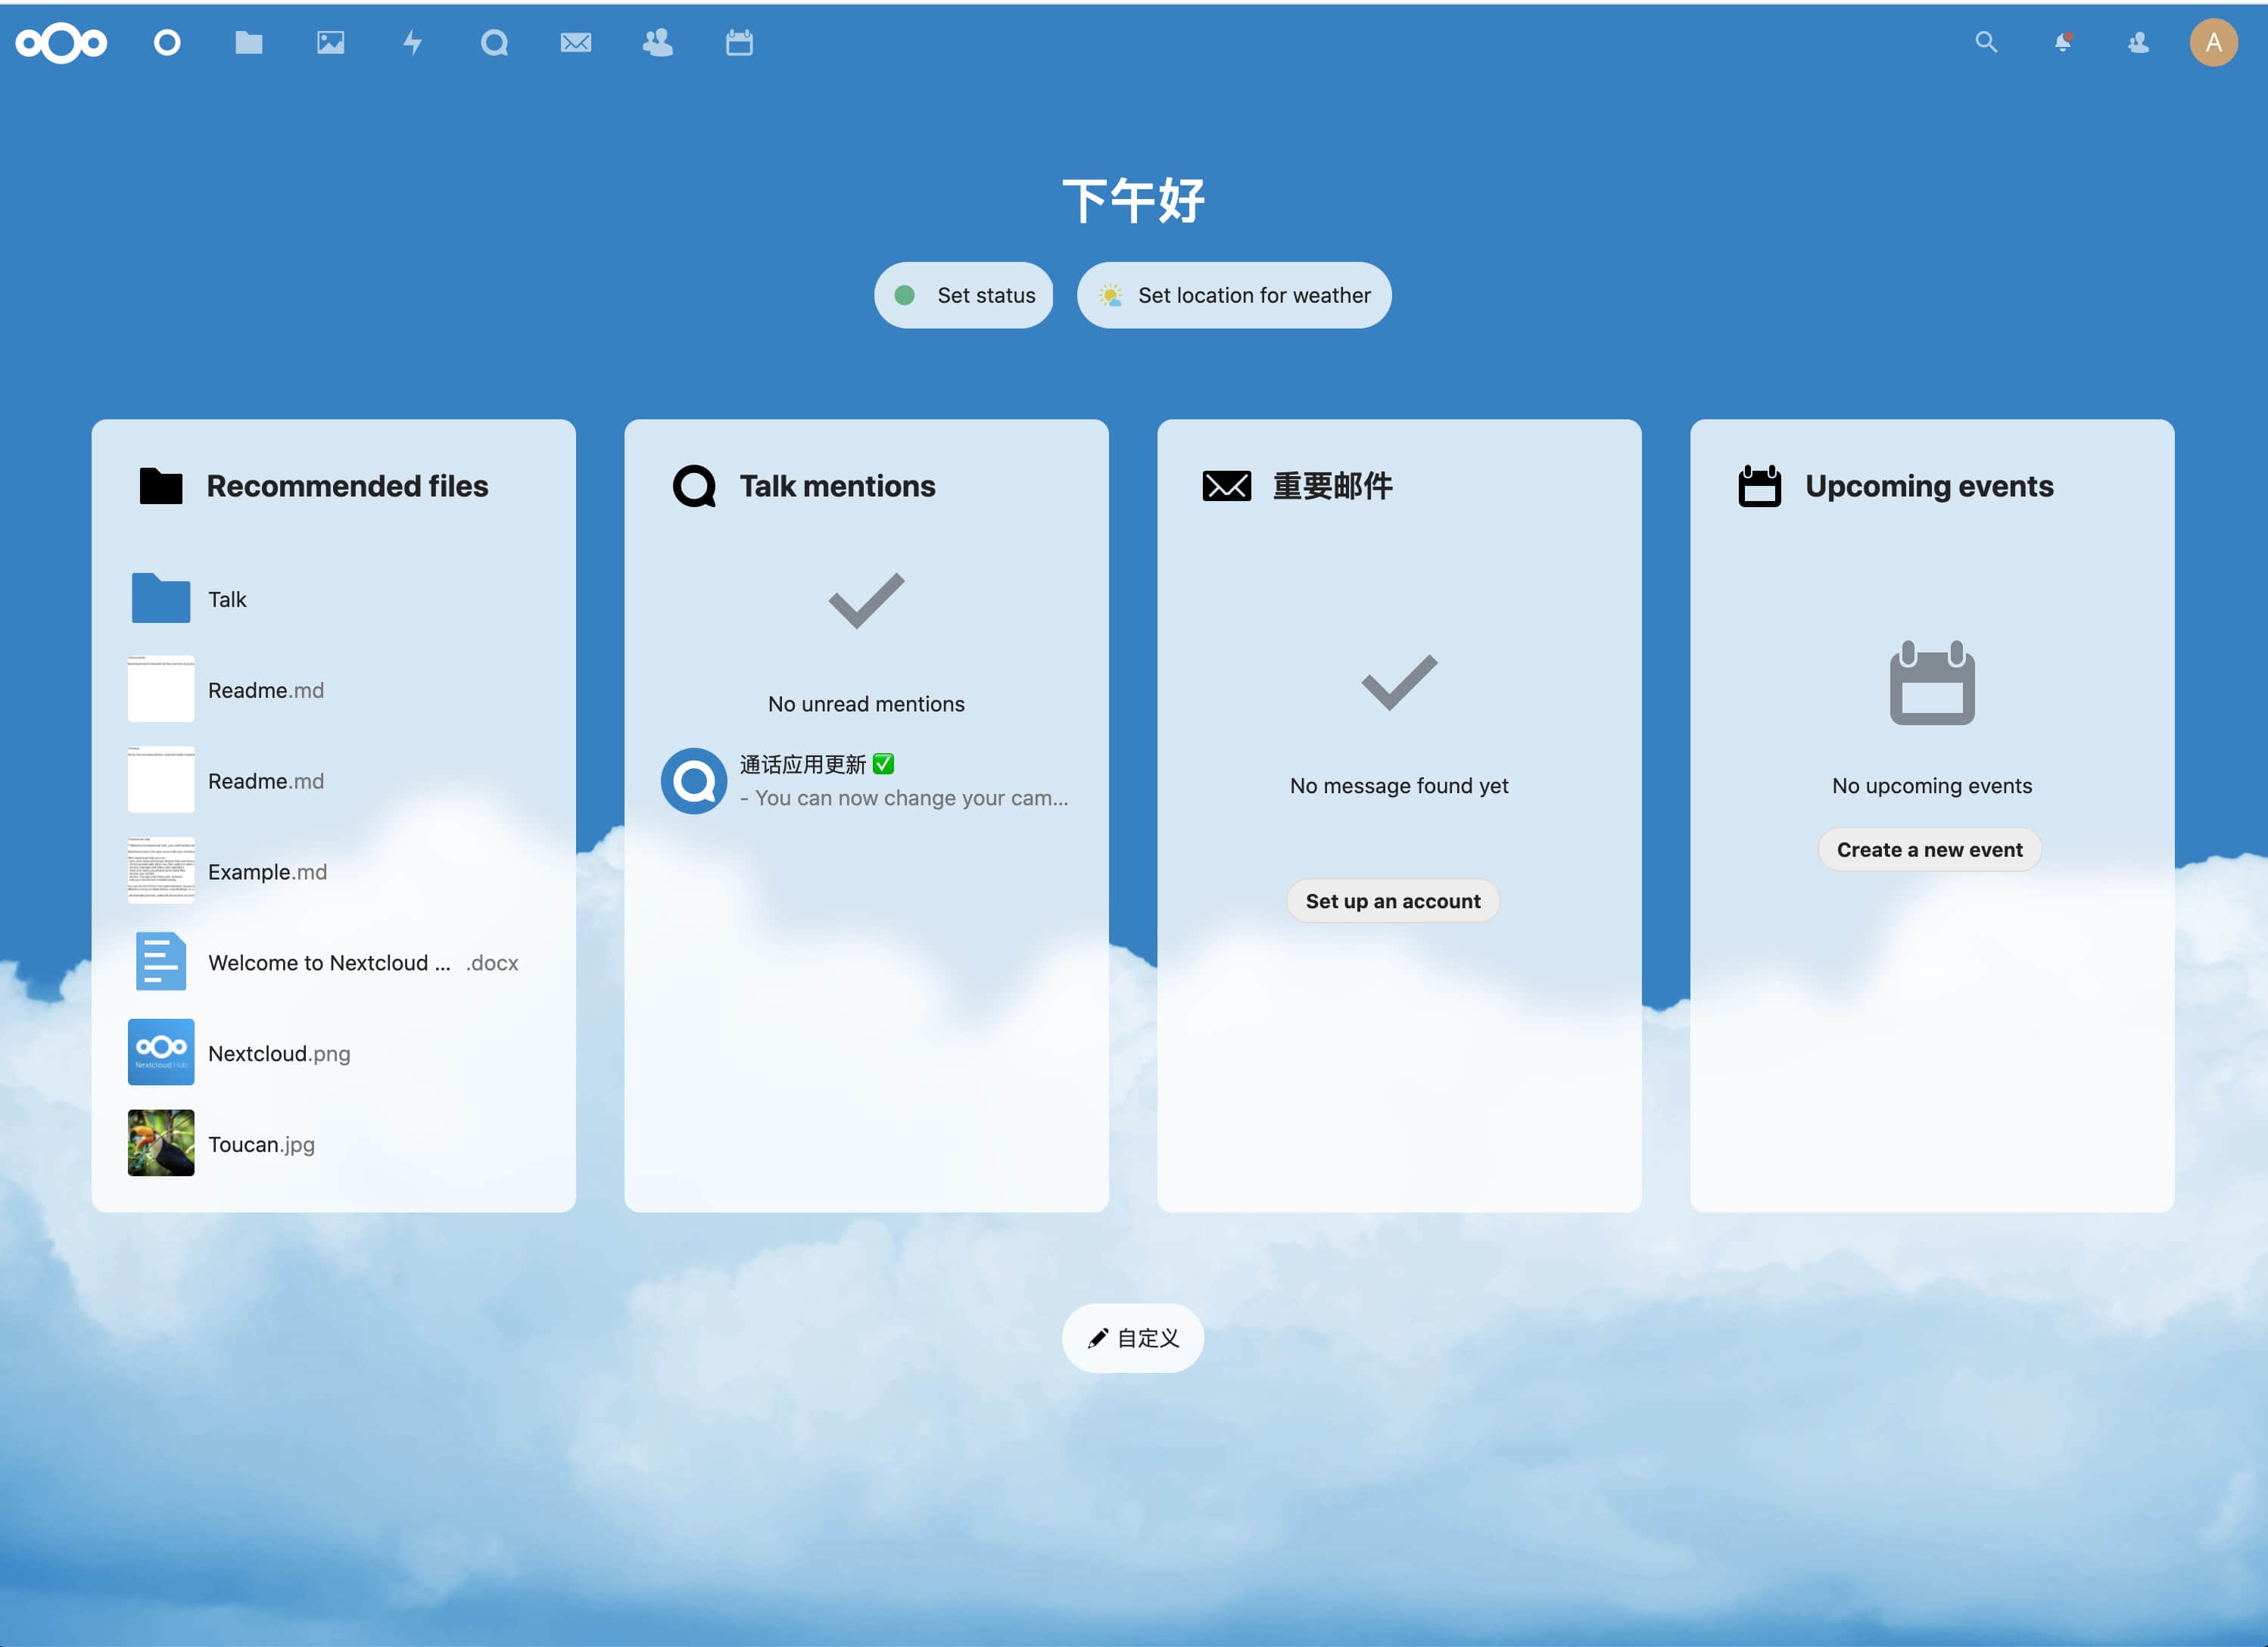 A
下午好
Set status
Set location for weather
Recommended files
Talk
Readme.md
Readme.md
Example.md
Welcome to Nextcloud ... .docx
Nextcloud Hub
Nextcloud.png
Toucan.jpg
Talk mentions
No unread mentions
通话应用更新 ✅
- You can now change your cam...
重要邮件
No message found yet
Set up an account
Upcoming events
No upcoming events
Create a new event
自定义